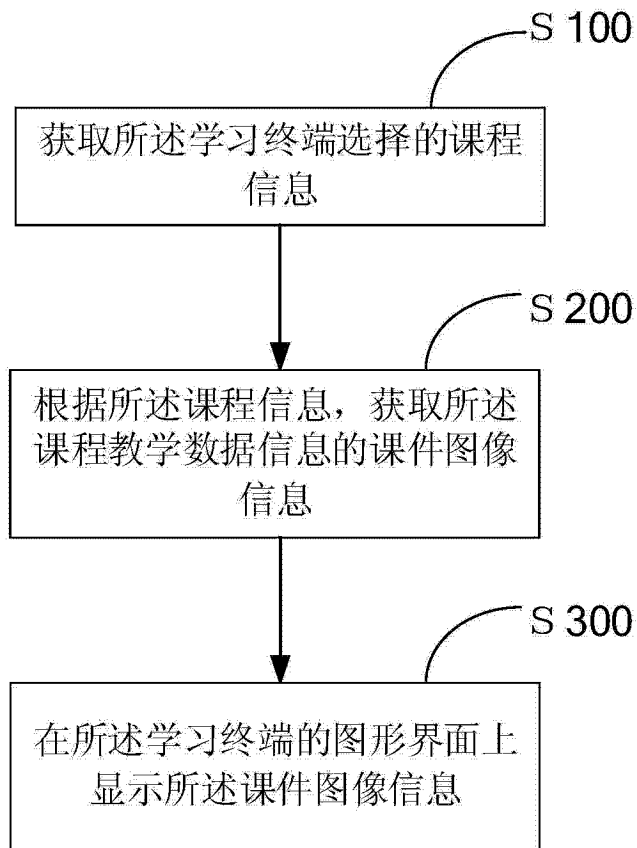 S 100
获取所述学习终端选择的课程
信息
S 200
根据所述课程信息，获取所述
课程教学数据信息的课件图像
信息
S 300
在所述学习终端的图形界面上
显示所述课件图像信息